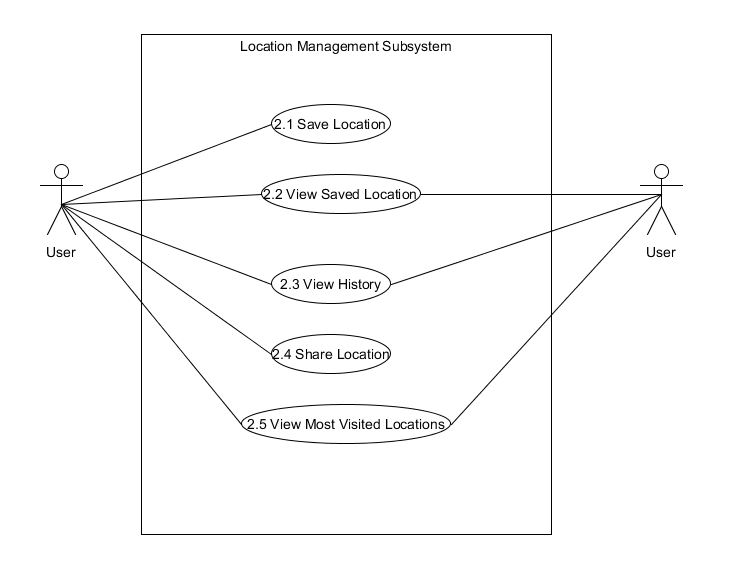 Location Management Subsystem
2.1 Save Location
2.2 View Saved Location
User
User
2.3 View History
2.4 Share Location
2.5 View Most Visited Locations